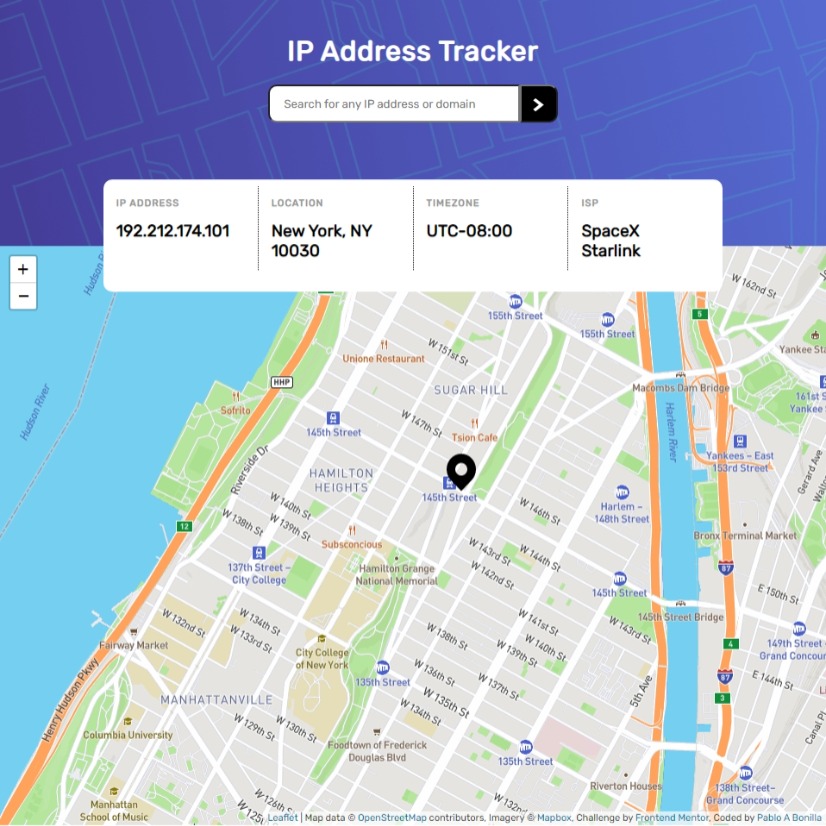 IP Address Tracker
Search for any IP address or domain
IP ADDRESS
192.212.174.101
LOCATION
New York, NY
10030
TIMEZONE
UTC-08:00
ISP
SpaceX
Starlink
+
−
Hudson R
Hudson River
W 162nd St
5
155th Street
155th Street
Yankee Sta
W 151st St
Unione Restaurant
HHP
SUGAR HILL
Macombs Dam Bridge
161st S
Yankee
Sofrito
W 147th St
145th Street
Tsion Cafe
Harlem River
Yankees – East
153rd Street
Gerard Ave
Riverside Dr
HAMILTON
HEIGHTS
145th Street
W 140th St
W 146th St
Harlem –
148th Street
12
W 138th St
W 139th St
Bronx Terminal Market
Subsconscious
137th Street –
City College
W 143rd St
W 144th St
Hamilton Grange
National Memorial
W 142nd St
87
145th Street
E 150th St
W 132nd St
W 134th St
W 133rd St
W 141st St
W 143rd St
145th Street Bridge
Fairway Market
W 138th St
W 140th St
W 139th St
4
149th Street
Grand Concour
City College
of New York
135th Street
W 136th St
W 137th St
87
E 144th St
Henry Hudson Pkwy
MANHATTANVILLE
W 135th St
W 134th St
5th Ave
3
Canal Pl
Columbia University
W 129th St
W 130th St
Foodtown of Frederick
Douglas Blvd
135th Street
Riverton Houses
138th Street–
Grand Concourse
Manhattan
School of Music
W 126th St
W 125t
W 132n
Leaflet | Map data © OpenStreetMap contributors, Imagery © Mapbox, Challenge by Frontend Mentor, Coded by Pablo A Bonilla